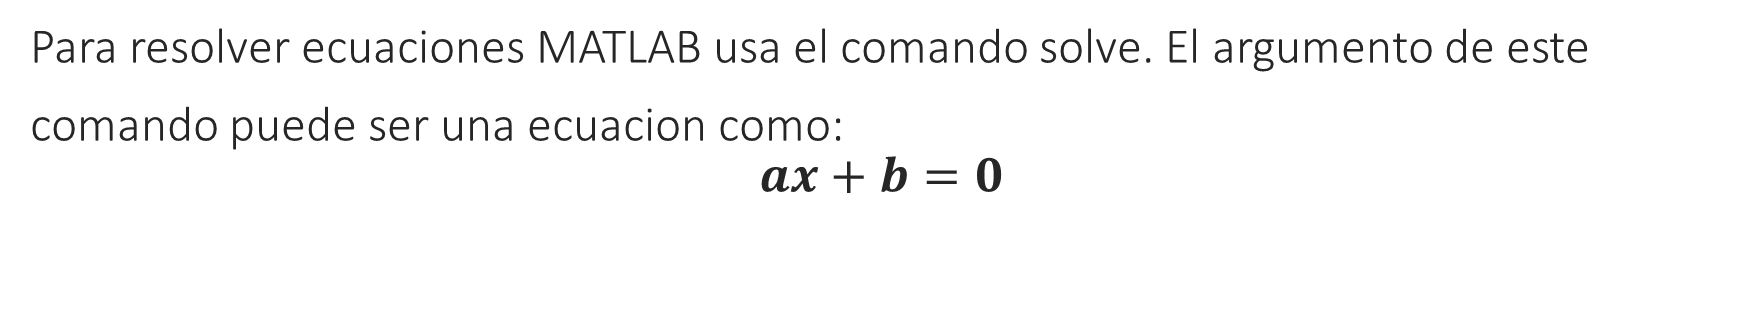 Para resolver ecuaciones MATLAB usa el comando solve. El argumento de este
comando puede ser una ecuacion como:
ax + b = 0